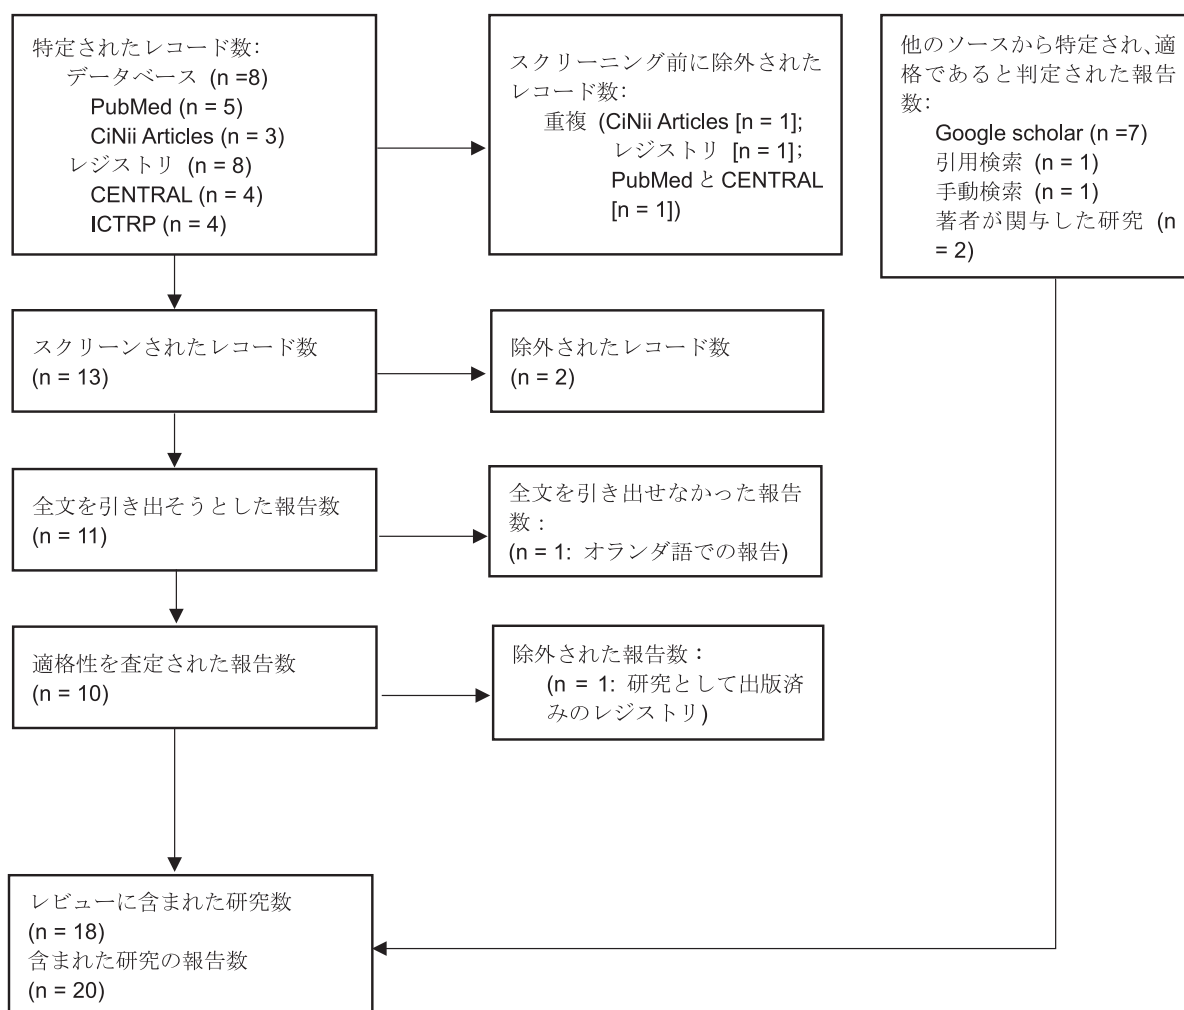 特定されたレコード数:
データベース (n =8)
PubMed (n = 5)
CiNii Articles (n = 3)
レジストリ (n = 8)
CENTRAL (n = 4)
ICTRP (n = 4)
スクリーニング前に除外された
レコード数:
重複 (CiNii Articles [n = 1];
レジストリ [n = 1];
PubMed と CENTRAL
[n = 1])
他のソースから特定され、適
格であると判定された報告
数:
Google scholar (n =7)
引用検索 (n = 1)
手動検索 (n = 1)
著者が関与した研究 (n
= 2)
スクリーンされたレコード数
(n = 13)
除外されたレコード数
(n = 2)
全文を引き出そうとした報告数
(n = 11)
全文を引き出せなかった報告
数:
(n = 1: オランダ語での報告)
適格性を査定された報告数
(n = 10)
除外された報告数:
(n = 1: 研究として出版済
みのレジストリ)
レビューに含まれた研究数
(n = 18)
含まれた研究の報告数
(n = 20)